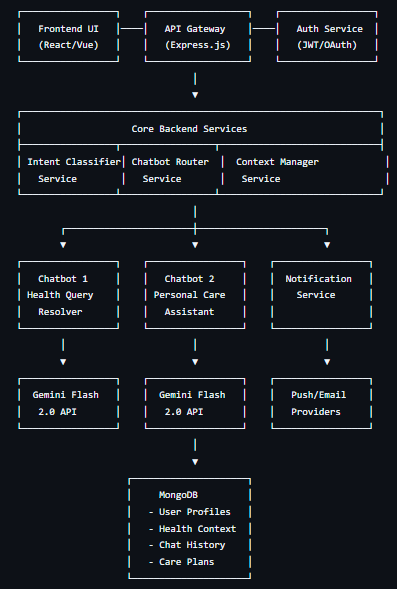 Frontend UI API Gateway Auth Service
(React/Vue) (Express.js) (JWT/OAuth)
Core Backend Services
Intent Classifier Chatbot Router Context Manager
Service Service Service
Chatbot 1 Chatbot 2 Notification
Health Query Personal Care Service
Resolver Assistant
Gemini Flash Gemini Flash Push/Email
2.0 API 2.0 API Providers
MongoDB
- User Profiles
- Health Context
- Chat History
- Care Plans